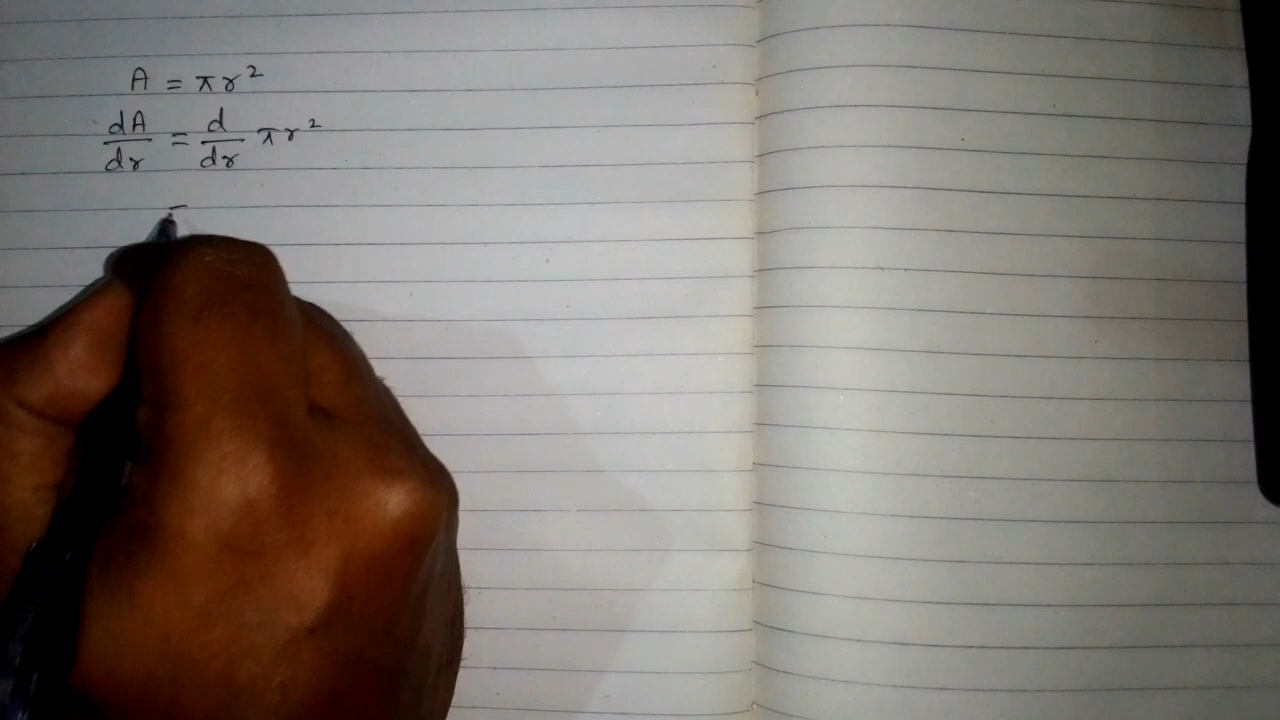 A = πr²
dA/dr = d/dr πr²